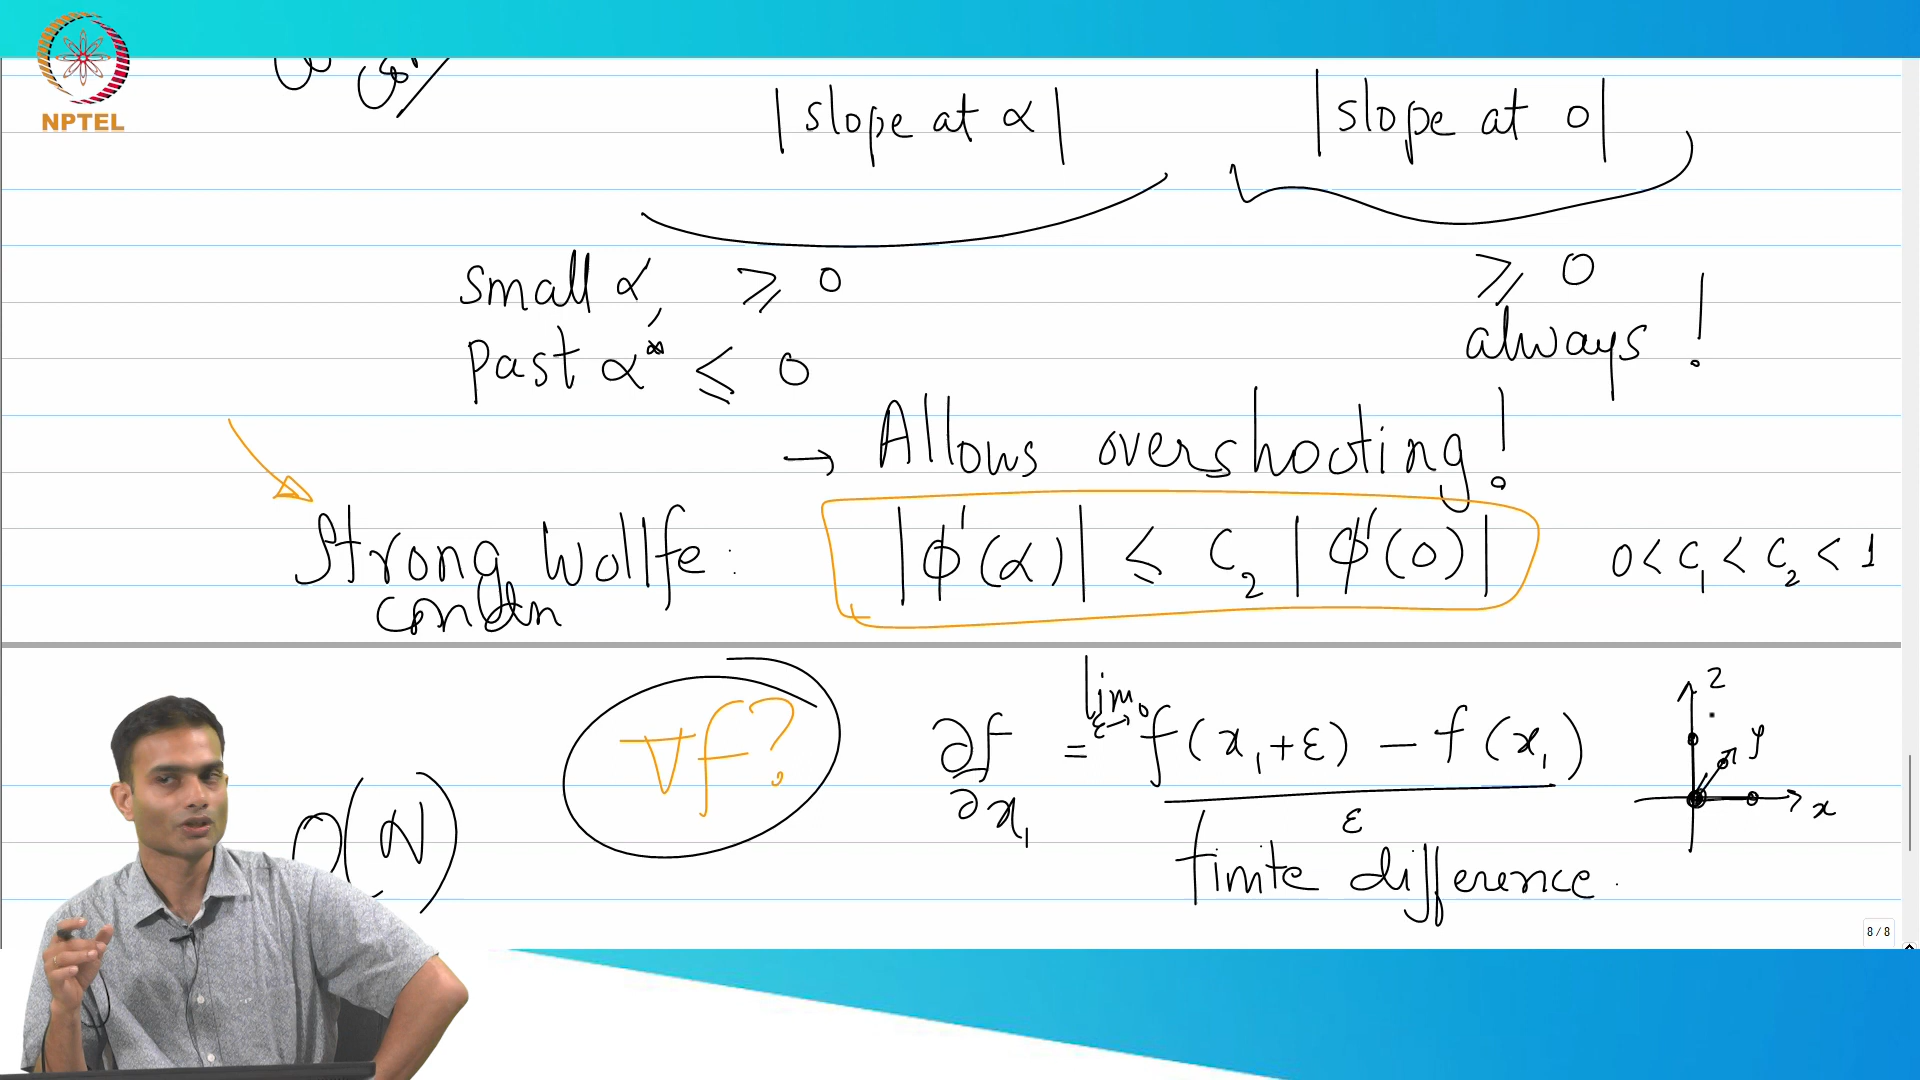 NPTEL
|slope at α| |slope at 0|
small α, ⩾ 0 ⩾ 0
past α* ≤ 0 always!
→ Allows overshooting!
Strong Wollfe: |ϕ'(α)| ≤ C₂ |ϕ'(0)| 0 < C₁ < C₂ < 1
condn
∇f? ∂f/∂x₁ = lim ε→0 f(x₁+ε) − f(x₁) / ε
z
y
x
O(N)
finite difference.
8 / 8